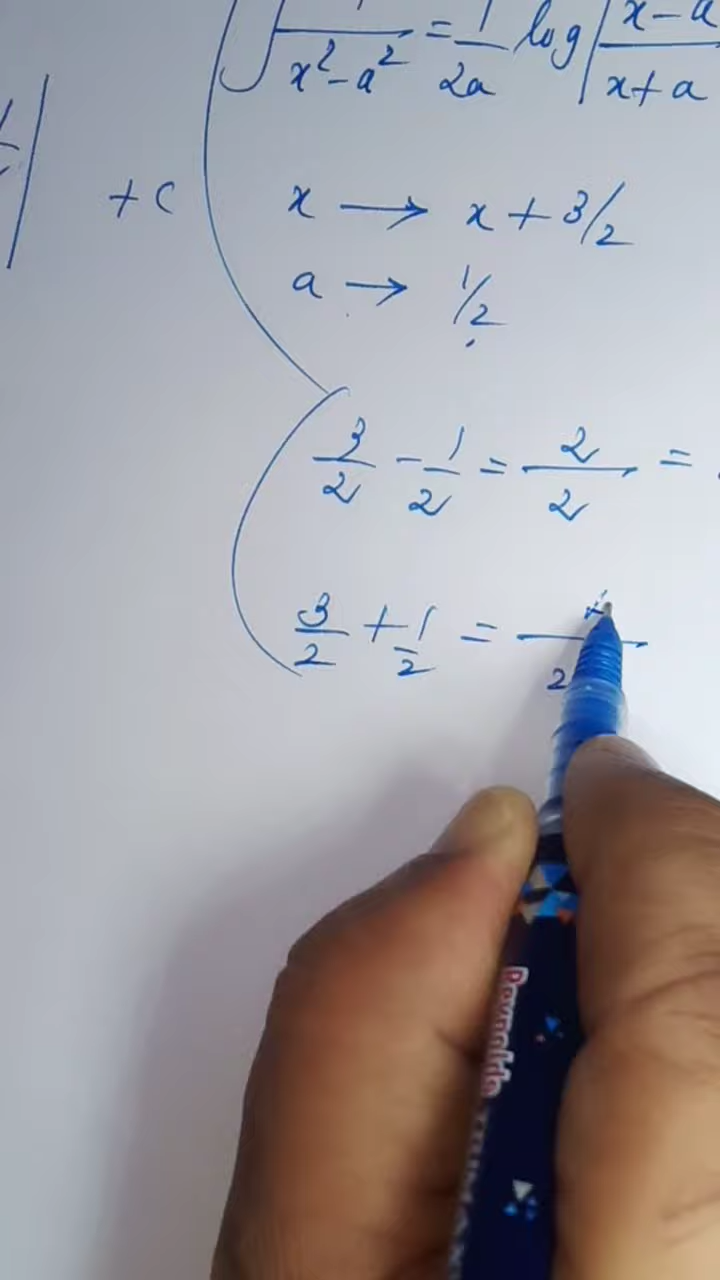 ∫ 1/(x²-a²) = 1/2a log |x-a/x+a
+c
x → x + 3/2
a → 1/2
3/2 - 1/2 = 2/2 =
3/2 + 1/2 = /2
Reynolds